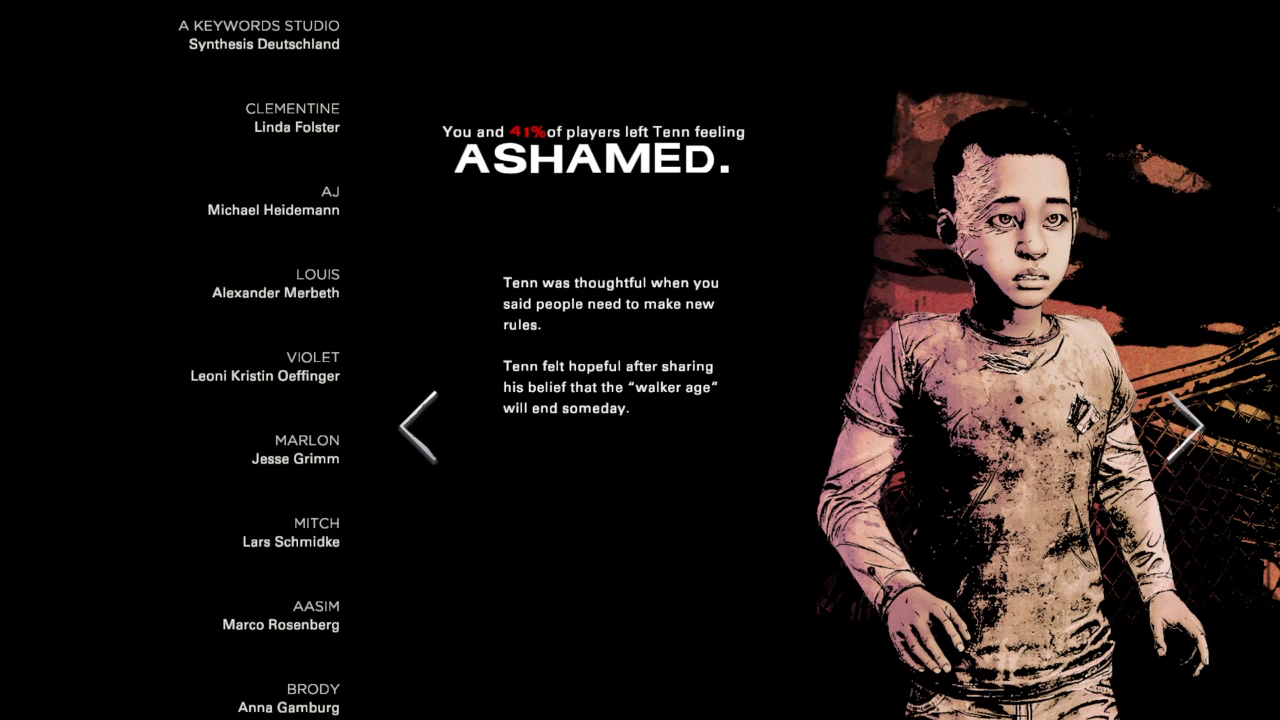 A KEYWORDS STUDIO
Synthesis Deutschland
CLEMENTINE
Linda Folster
AJ
Michael Heidemann
LOUIS
Alexander Merbeth
VIOLET
Leoni Kristin Oeffinger
MARLON
Jesse Grimm
MITCH
Lars Schmidke
AASIM
Marco Rosenberg
BRODY
Anna Gamburg
You and 41%of players left Tenn feeling
ASHAMED.
Tenn was thoughtful when you
said people need to make new
rules.
Tenn felt hopeful after sharing
his belief that the “walker age”
will end someday.